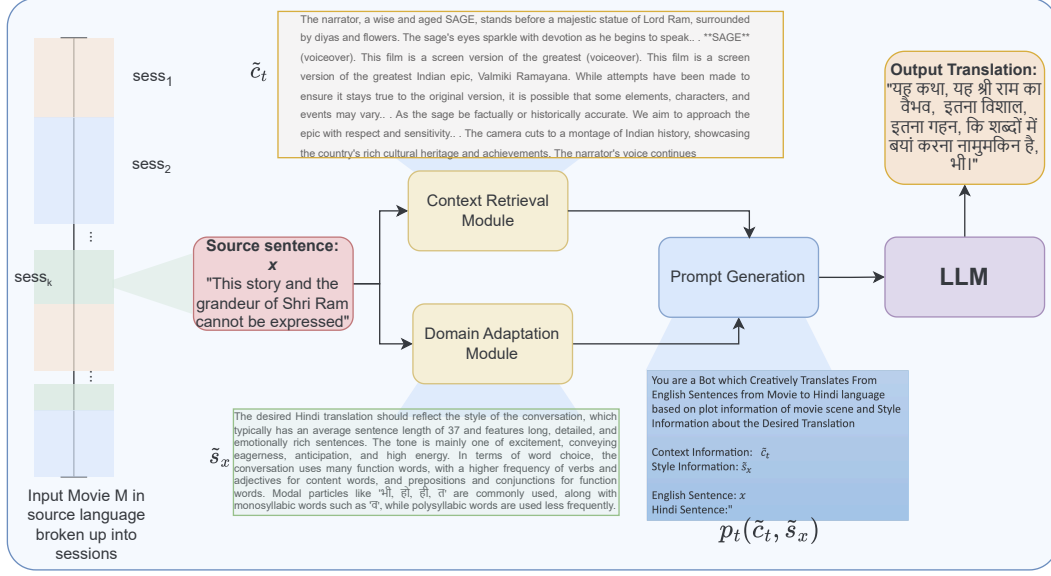 sess1
sess2
...
sessk
...
Input Movie M in
source language
broken up into
sessions
c̃t
The narrator, a wise and aged SAGE, stands before a majestic statue of Lord Ram, surrounded
by diyas and flowers. The sage's eyes sparkle with devotion as he begins to speak.. . **SAGE**
(voiceover). This film is a screen version of the greatest (voiceover). This film is a screen
version of the greatest Indian epic, Valmiki Ramayana. While attempts have been made to
ensure it stays true to the original version, it is possible that some elements, characters, and
events may vary.. . As the sage be factually or historically accurate. We aim to approach the
epic with respect and sensitivity.. . The camera cuts to a montage of Indian history, showcasing
the country's rich cultural heritage and achievements. The narrator's voice continues
Source sentence:
x
"This story and the
grandeur of Shri Ram
cannot be expressed"
Context Retrieval
Module
Domain Adaptation
Module
s̃x
The desired Hindi translation should reflect the style of the conversation, which
typically has an average sentence length of 37 and features long, detailed, and
emotionally rich sentences. The tone is mainly one of excitement, conveying
eagerness, anticipation, and high energy. In terms of word choice, the
conversation uses many function words, with a higher frequency of verbs and
adjectives for content words, and prepositions and conjunctions for function
words. Modal particles like 'भी, हो, ही, त' are commonly used, along with
monosyllabic words such as 'व', while polysyllabic words are used less frequently.
Prompt Generation
You are a Bot which Creatively Translates From
English Sentences from Movie to Hindi language
based on plot information of movie scene and Style
Information about the Desired Translation
Context Information: c̃t
Style Information: s̃x
English Sentence: x
Hindi Sentence:"
pt(c̃t, s̃x)
LLM
Output Translation:
"यह कथा, यह श्री राम का
वैभव, इतना विशाल,
इतना गहन, कि शब्दों में
बयां करना नामुमकिन है,
भी।"